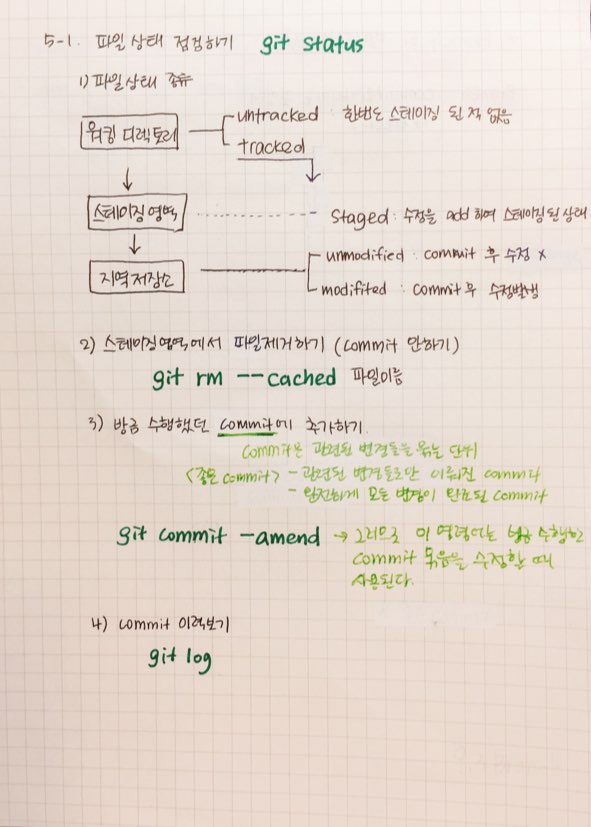 5-1. 파일 상태 점검하기 git status
1) 파일상태 종류
워킹 디렉토리
untracked : 한번도 스테이징 된 적 없음
tracked
스테이징영역
Staged : 수정을 add 하여 스테이징된 상태
지역저장소
unmodified : commit 후 수정 x
modifited : commit 후 수정발생
2) 스테이징영역에서 파일제거하기 (commit 안하기)
git rm --cached 파일이름
3) 방금 수행했던 commit에 추가하기.
Commit은 관련된 변경들을 묶는 단위
<좋은 commit> - 관련된 변경들로만 이뤄진 commit
- 완전하게 모든 변경이 완료된 commit
git commit -amend → 그러므로 이 명령어는 방금 수행한
commit 묶음을 수정할 때
사용된다.
4) commit 이력보기
git log